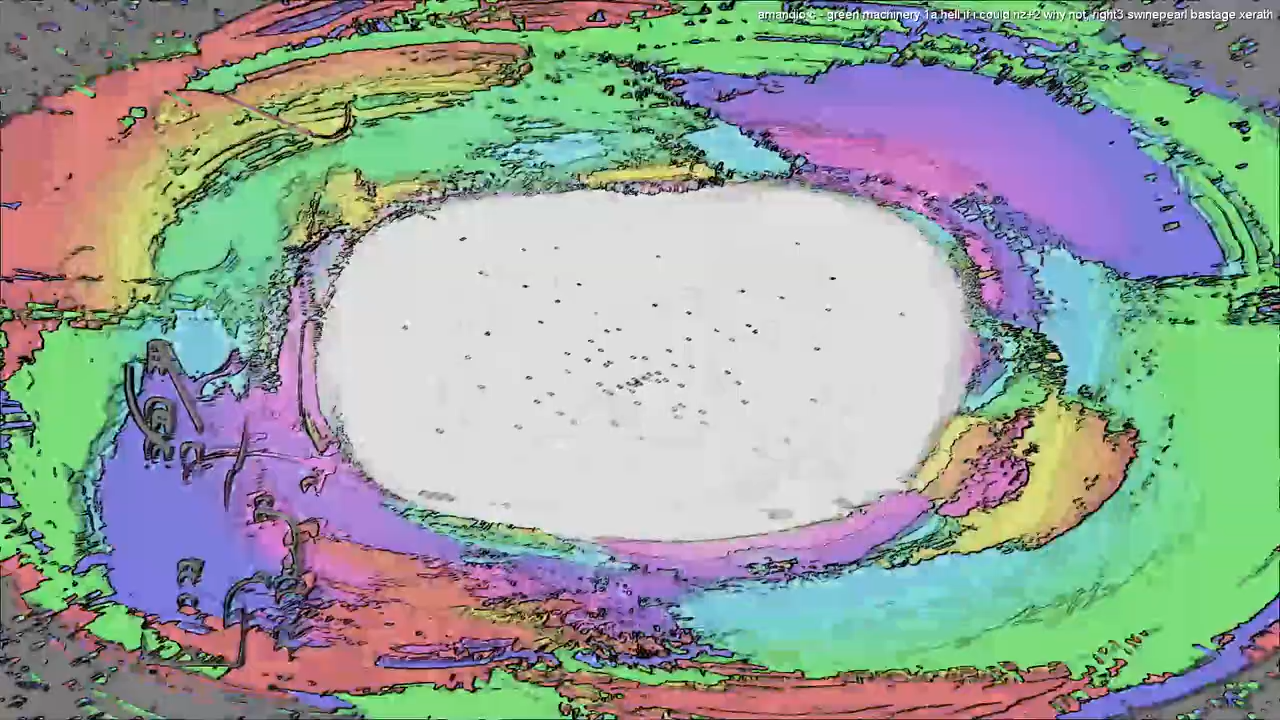 amandio c - green machinery 1a hell if i could nz+2 why not, right3 swinepearl bastage xerath